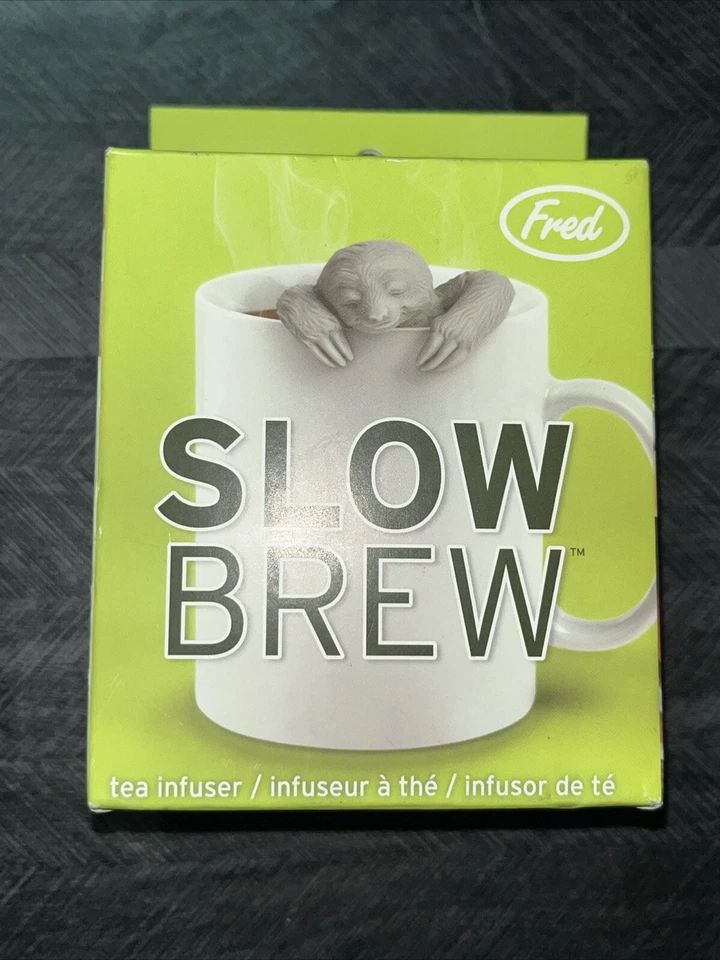 Fred
SLOW
BREW™
tea infuser / infuseur à thé / infusor de té